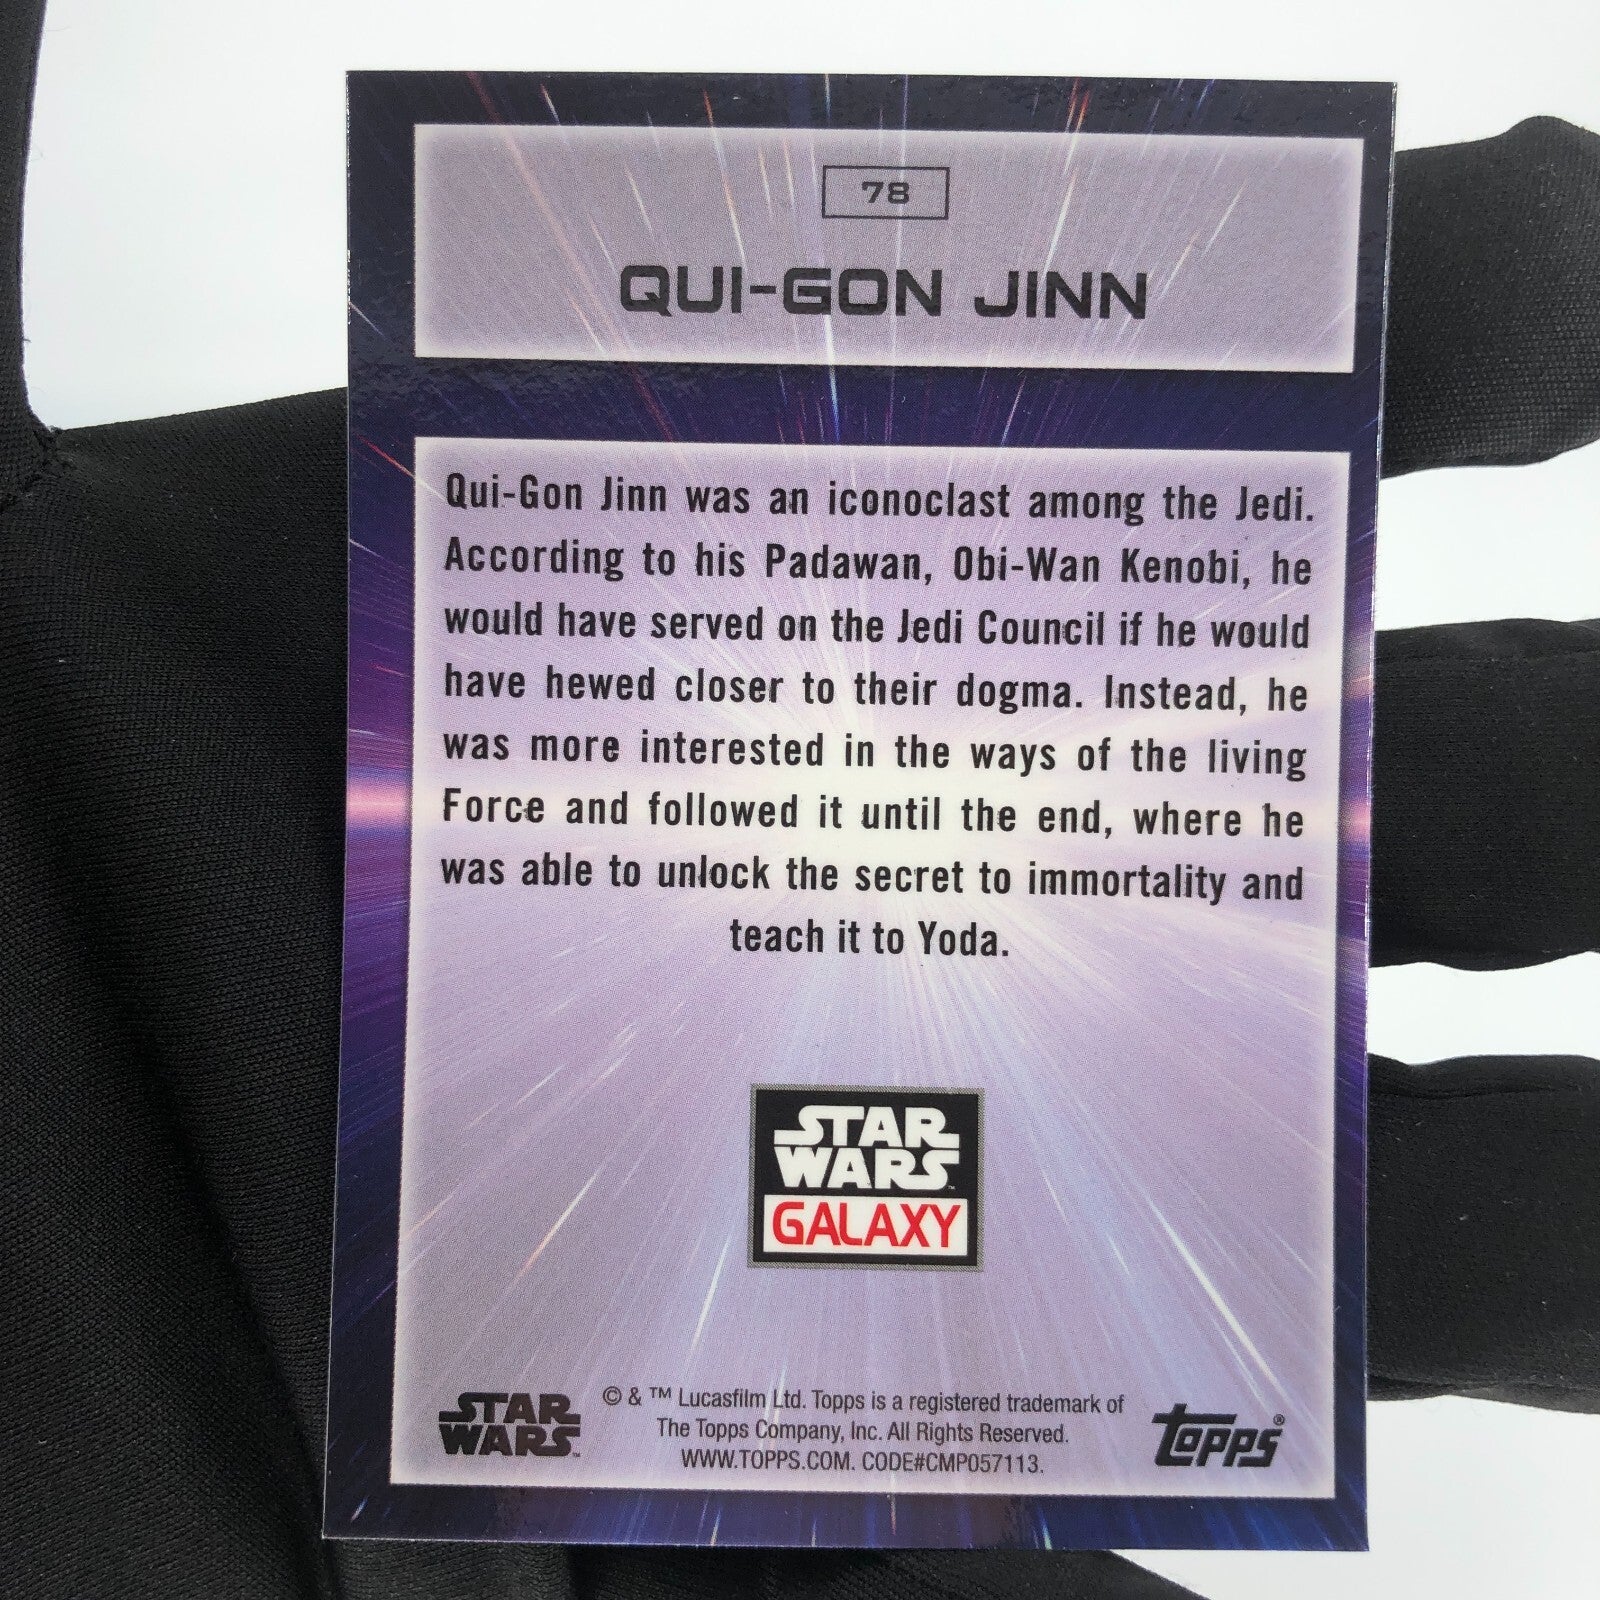 78
QUI-GON JINN
Qui-Gon Jinn was an iconoclast among the Jedi.
According to his Padawan, Obi-Wan Kenobi, he
would have served on the Jedi Council if he would
have hewed closer to their dogma. Instead, he
was more interested in the ways of the living
Force and followed it until the end, where he
was able to unlock the secret to immortality and
teach it to Yoda.
STAR
WARS™
GALAXY
STAR
WARS™
© & ™ Lucasfilm Ltd. Topps is a registered trademark of
The Topps Company, Inc. All Rights Reserved.
WWW.TOPPS.COM. CODE#CMP057113.
topps®